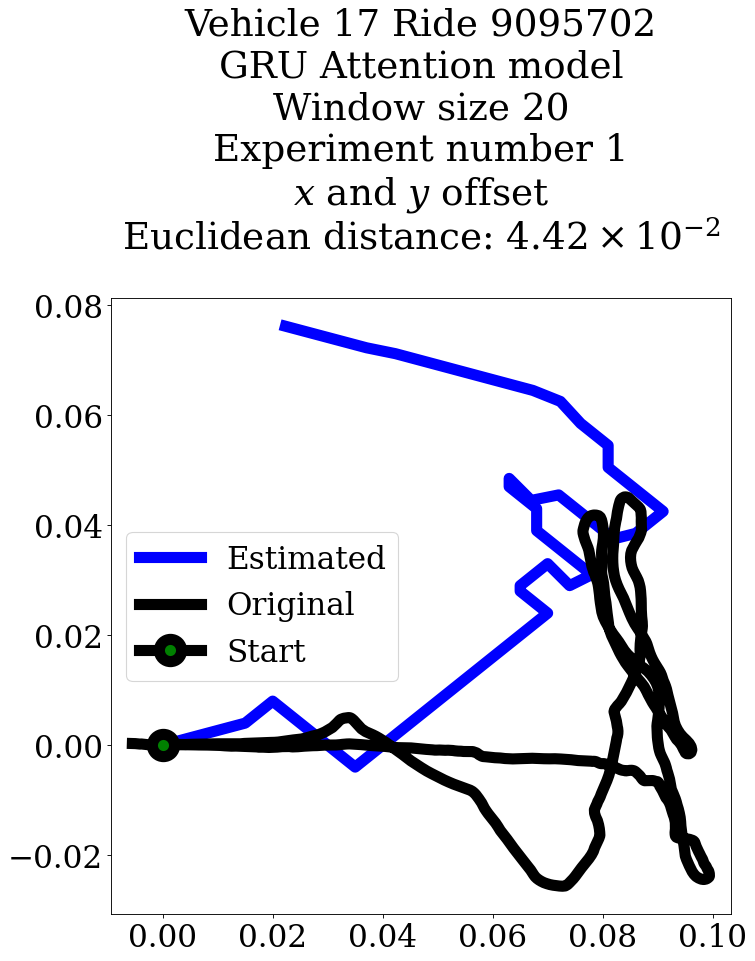 Vehicle 17 Ride 9095702
GRU Attention model
Window size 20
Experiment number 1
x and y offset
Euclidean distance: 4.42 × 10⁻²
0.08
0.06
0.04
0.02
0.00
−0.02
Estimated
Original
Start
0.00 0.02 0.04 0.06 0.08 0.10